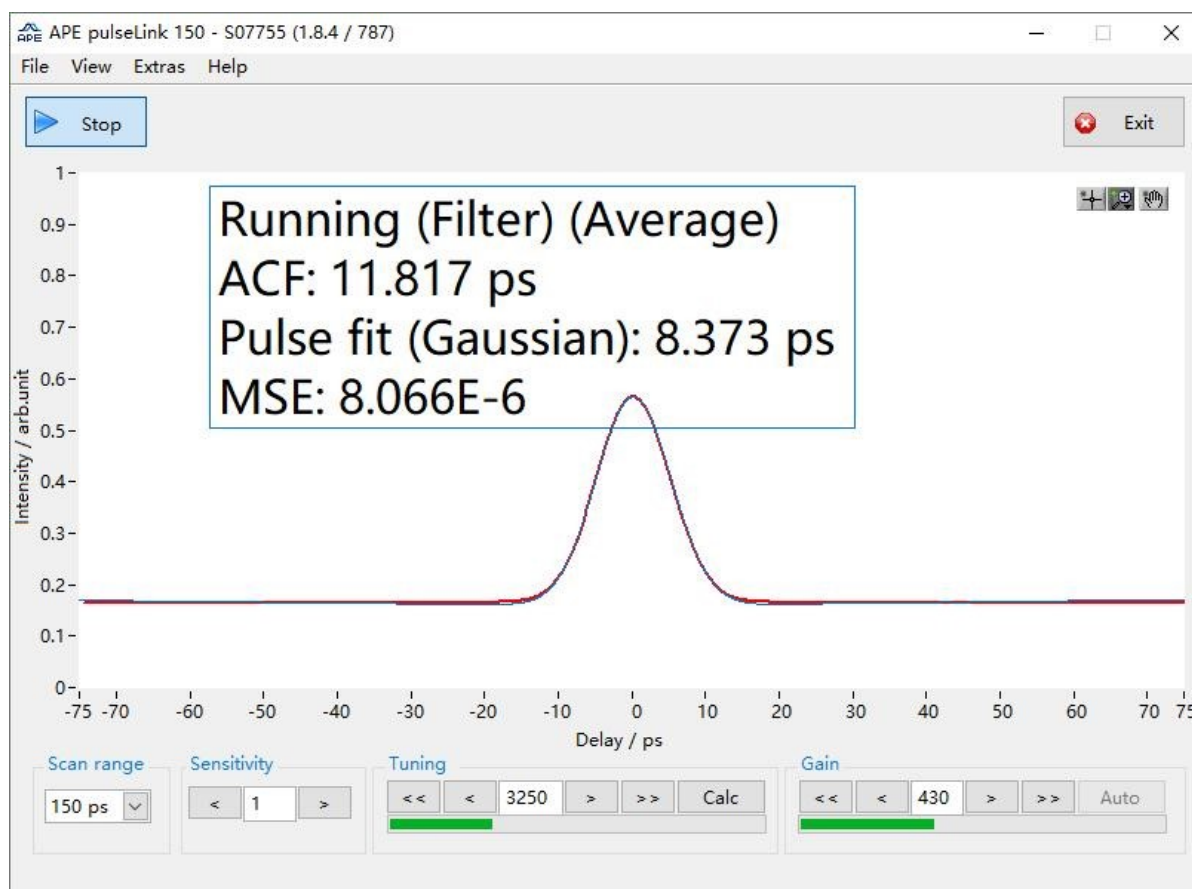 APE pulseLink 150 - S07755 (1.8.4 / 787)
File View Extras Help
Stop
Exit
Running (Filter) (Average)
ACF: 11.817 ps
Pulse fit (Gaussian): 8.373 ps
MSE: 8.066E-6
Intensity / arb.unit
1
0.9
0.8
0.7
0.6
0.5
0.4
0.3
0.2
0.1
0
-75 -70 -60 -50 -40 -30 -20 -10 0 10 20 30 40 50 60 70 75
Delay / ps
Scan range
150 ps
Sensitivity
< 1 >
Tuning
<< < 3250 > >> Calc
Gain
<< < 430 > >> Auto